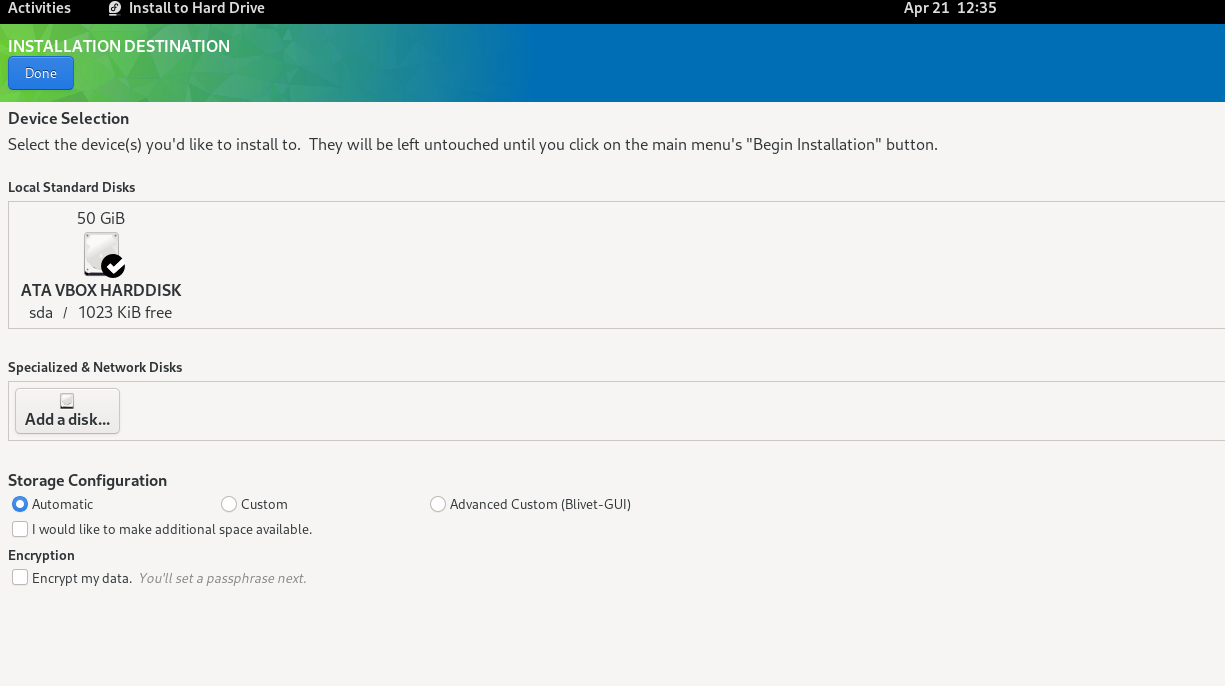 Activities Install to Hard Drive Apr 21 12:35
INSTALLATION DESTINATION
Done
Device Selection
Select the device(s) you'd like to install to. They will be left untouched until you click on the main menu's "Begin Installation" button.
Local Standard Disks
50 GiB
ATA VBOX HARDDISK
sda / 1023 KiB free
Specialized & Network Disks
Add a disk...
Storage Configuration
Automatic Custom Advanced Custom (Blivet-GUI)
I would like to make additional space available.
Encryption
Encrypt my data. You'll set a passphrase next.